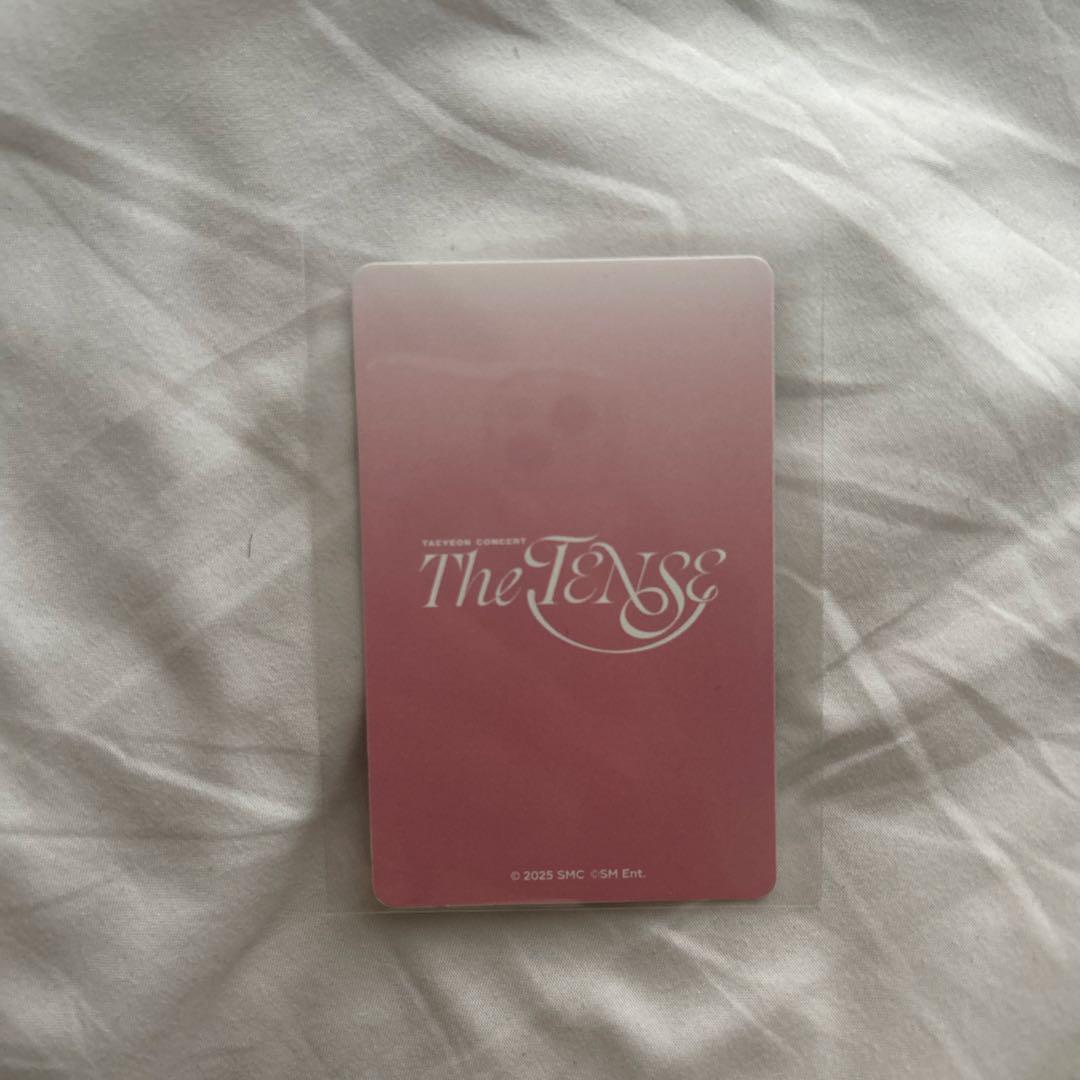 TAEYEON CONCERT
The TENSE
© 2025 SMC ©SM Ent.